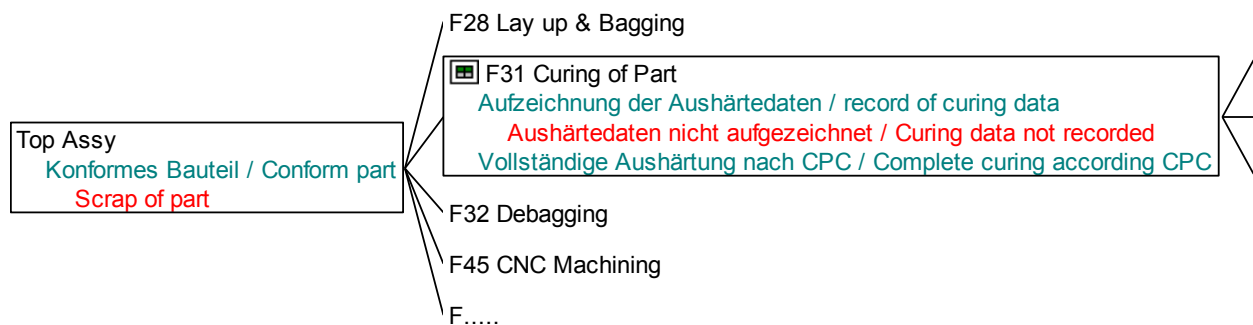 F28 Lay up & Bagging
F31 Curing of Part
Aufzeichnung der Aushärtedaten / record of curing data
Aushärtedaten nicht aufgezeichnet / Curing data not recorded
Vollständige Aushärtung nach CPC / Complete curing according CPC
Top Assy
Konformes Bauteil / Conform part
Scrap of part
F32 Debagging
F45 CNC Machining
F.....